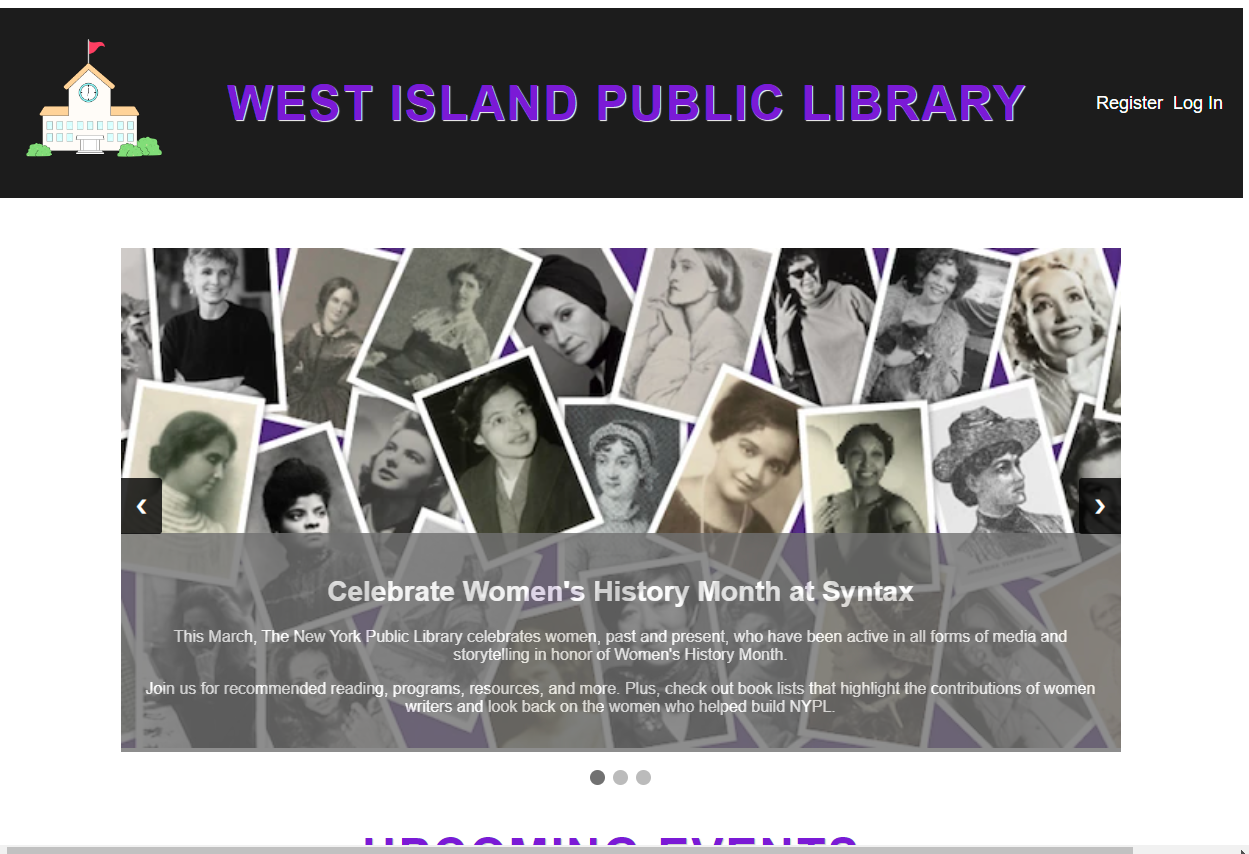 WEST ISLAND PUBLIC LIBRARY
Register Log In
❮
❯
Celebrate Women's History Month at Syntax
This March, The New York Public Library celebrates women, past and present, who have been active in all forms of media and
storytelling in honor of Women's History Month.
Join us for recommended reading, programs, resources, and more. Plus, check out book lists that highlight the contributions of women
writers and look back on the women who helped build NYPL.
UPCOMING EVENTS